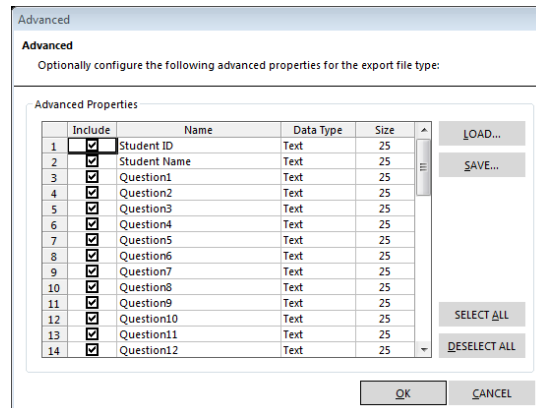 Advanced
Advanced
Optionally configure the following advanced properties for the export file type:
Advanced Properties
Include Name Data Type Size
1 Student ID Text 25
2 Student Name Text 25
3 Question1 Text 25
4 Question2 Text 25
5 Question3 Text 25
6 Question4 Text 25
7 Question5 Text 25
8 Question6 Text 25
9 Question7 Text 25
10 Question8 Text 25
11 Question9 Text 25
12 Question10 Text 25
13 Question11 Text 25
14 Question12 Text 25
LOAD...
SAVE...
SELECT ALL
DESELECT ALL
OK CANCEL